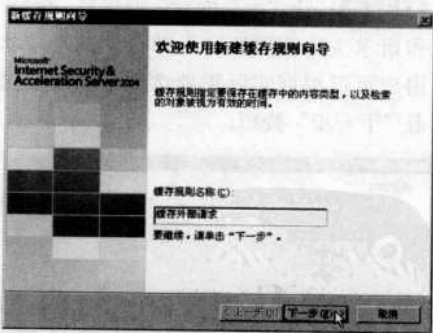 新缓存规则向导
Microsoft
Internet Security &
Acceleration Server 2004
欢迎使用新建缓存规则向导
缓存规则指定要保存在缓存中的内容类型，以及检索
的对象被视为有效的时间。
缓存规则名称(C):
缓存外部请求
要继续，请单击“下一步”。
<上一步(B)
下一步(N)>
取消